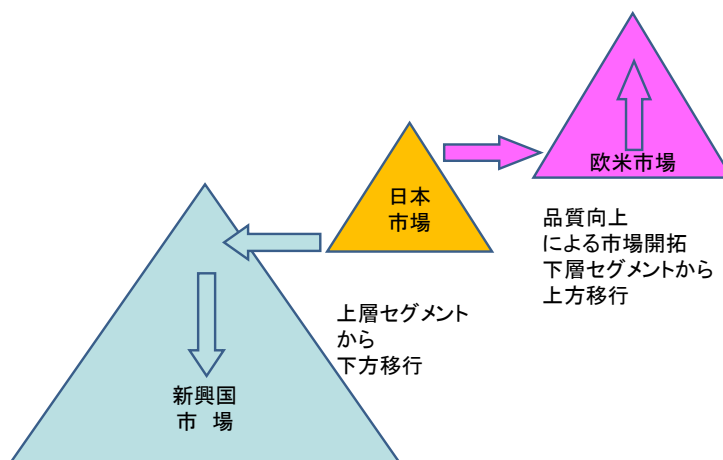 欧米市場
日本
市場
品質向上
による市場開拓
下層セグメントから
上方移行
上層セグメント
から
下方移行
新興国
市　場